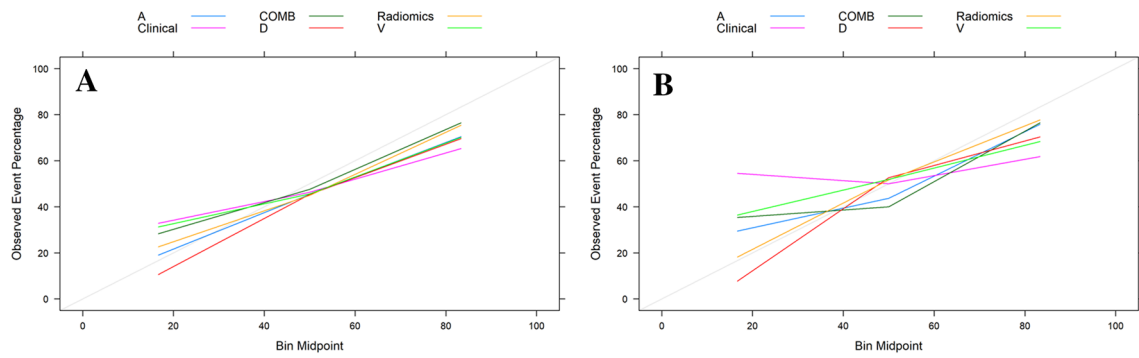 A COMB Radiomics
Clinical D V
A
Observed Event Percentage
100
80
60
40
20
0
0 20 40 60 80 100
Bin Midpoint
A COMB Radiomics
Clinical D V
B
Observed Event Percentage
100
80
60
40
20
0
0 20 40 60 80 100
Bin Midpoint